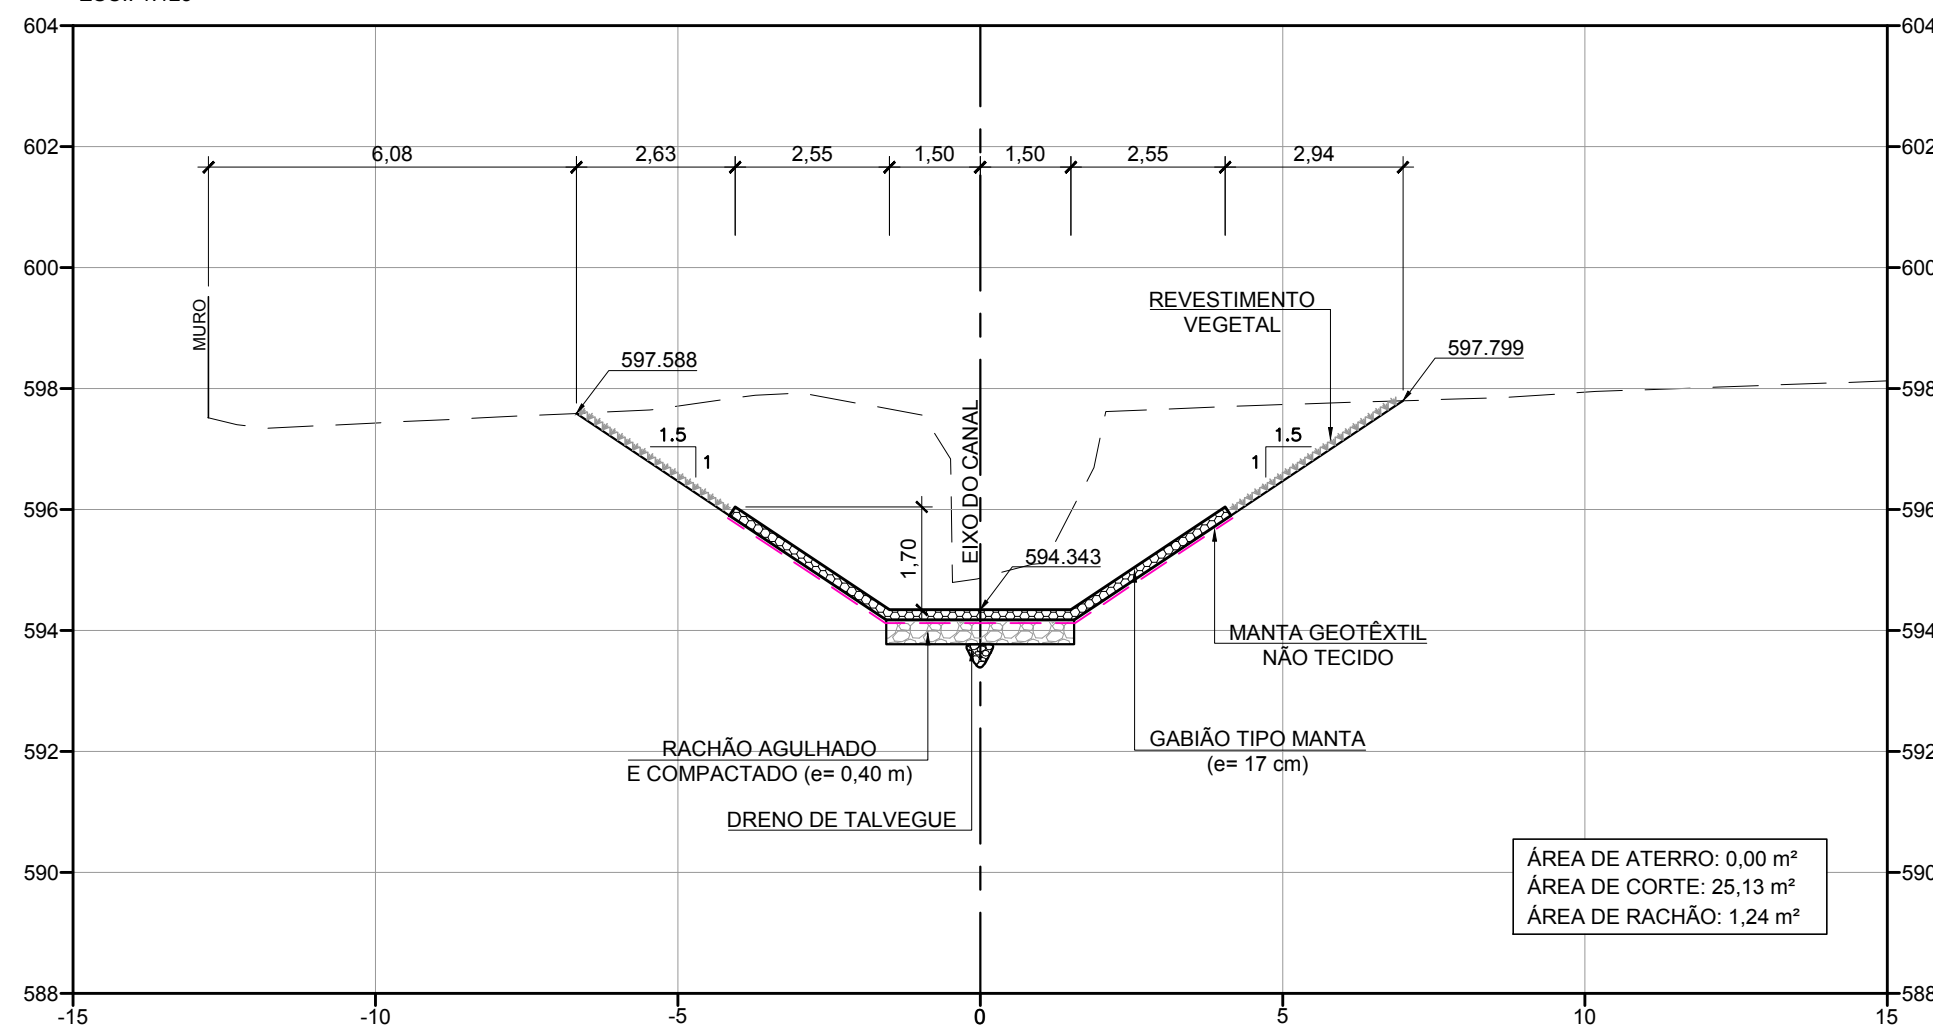 604
604
602
6,08
2,63
2,55
1,50
1,50
2,55
2,94
602
600
600
MURO
REVESTIMENTO
VEGETAL
597.588
597.799
598
598
EIXO DO CANAL
1.5
1
1.5
1
596
596
1,70
594.343
594
594
MANTA GEOTÊXTIL
NÃO TECIDO
RACHÃO AGULHADO
E COMPACTADO (e= 0,40 m)
GABIÃO TIPO MANTA
(e= 17 cm)
592
592
DRENO DE TALVEGUE
ÁREA DE ATERRO: 0,00 m²
ÁREA DE CORTE: 25,13 m²
ÁREA DE RACHÃO: 1,24 m²
590
590
588
588
-15
-10
-5
0
5
10
15